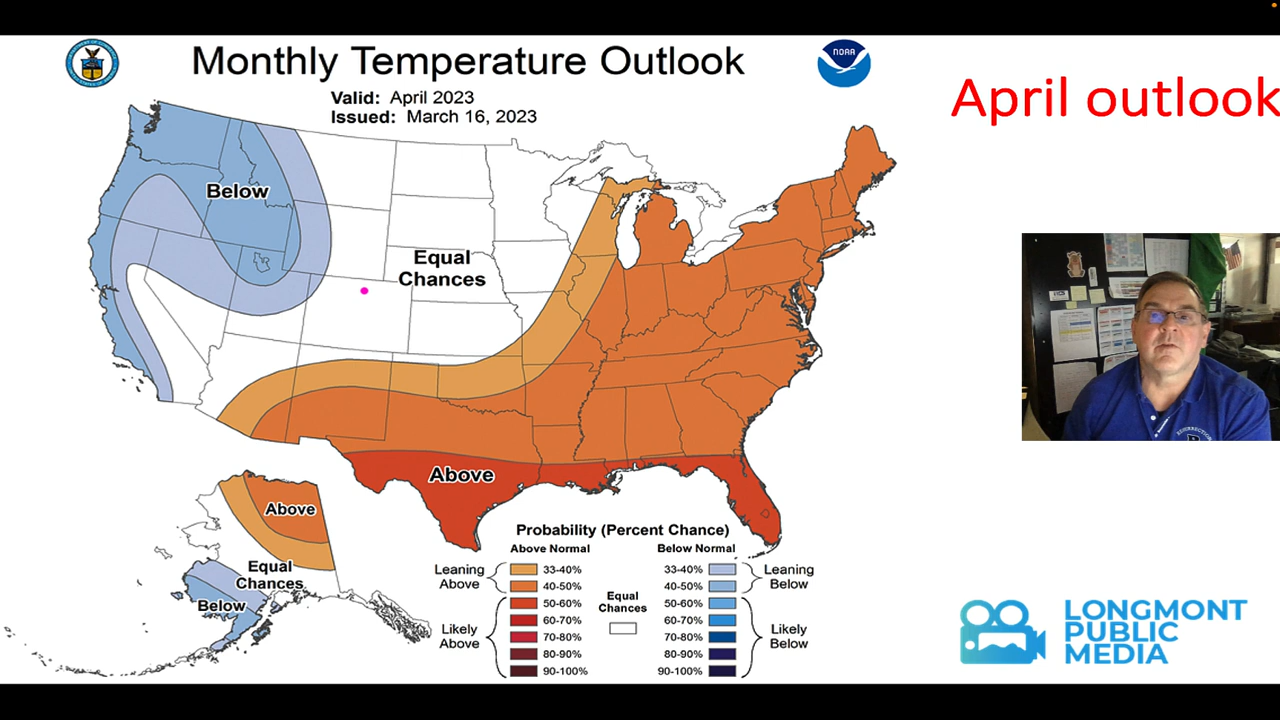 Monthly Temperature Outlook
Valid: April 2023
Issued: March 16, 2023
NOAA
April outlook
Below
Equal
Chances
Above
Above
Equal
Chances
Below
Probability (Percent Chance)
Above Normal
Below Normal
Leaning
Above
33-40%
40-50%
Likely
Above
50-60%
60-70%
70-80%
80-90%
90-100%
Equal
Chances
33-40%
40-50%
Leaning
Below
50-60%
60-70%
70-80%
80-90%
90-100%
Likely
Below
LONGMONT
PUBLIC
MEDIA